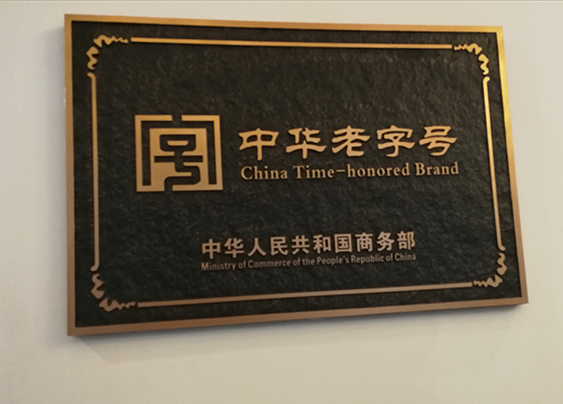 中华老字号
China Time-honored Brand
中华人民共和国商务部
Ministry of Commerce of the People's Republic of China